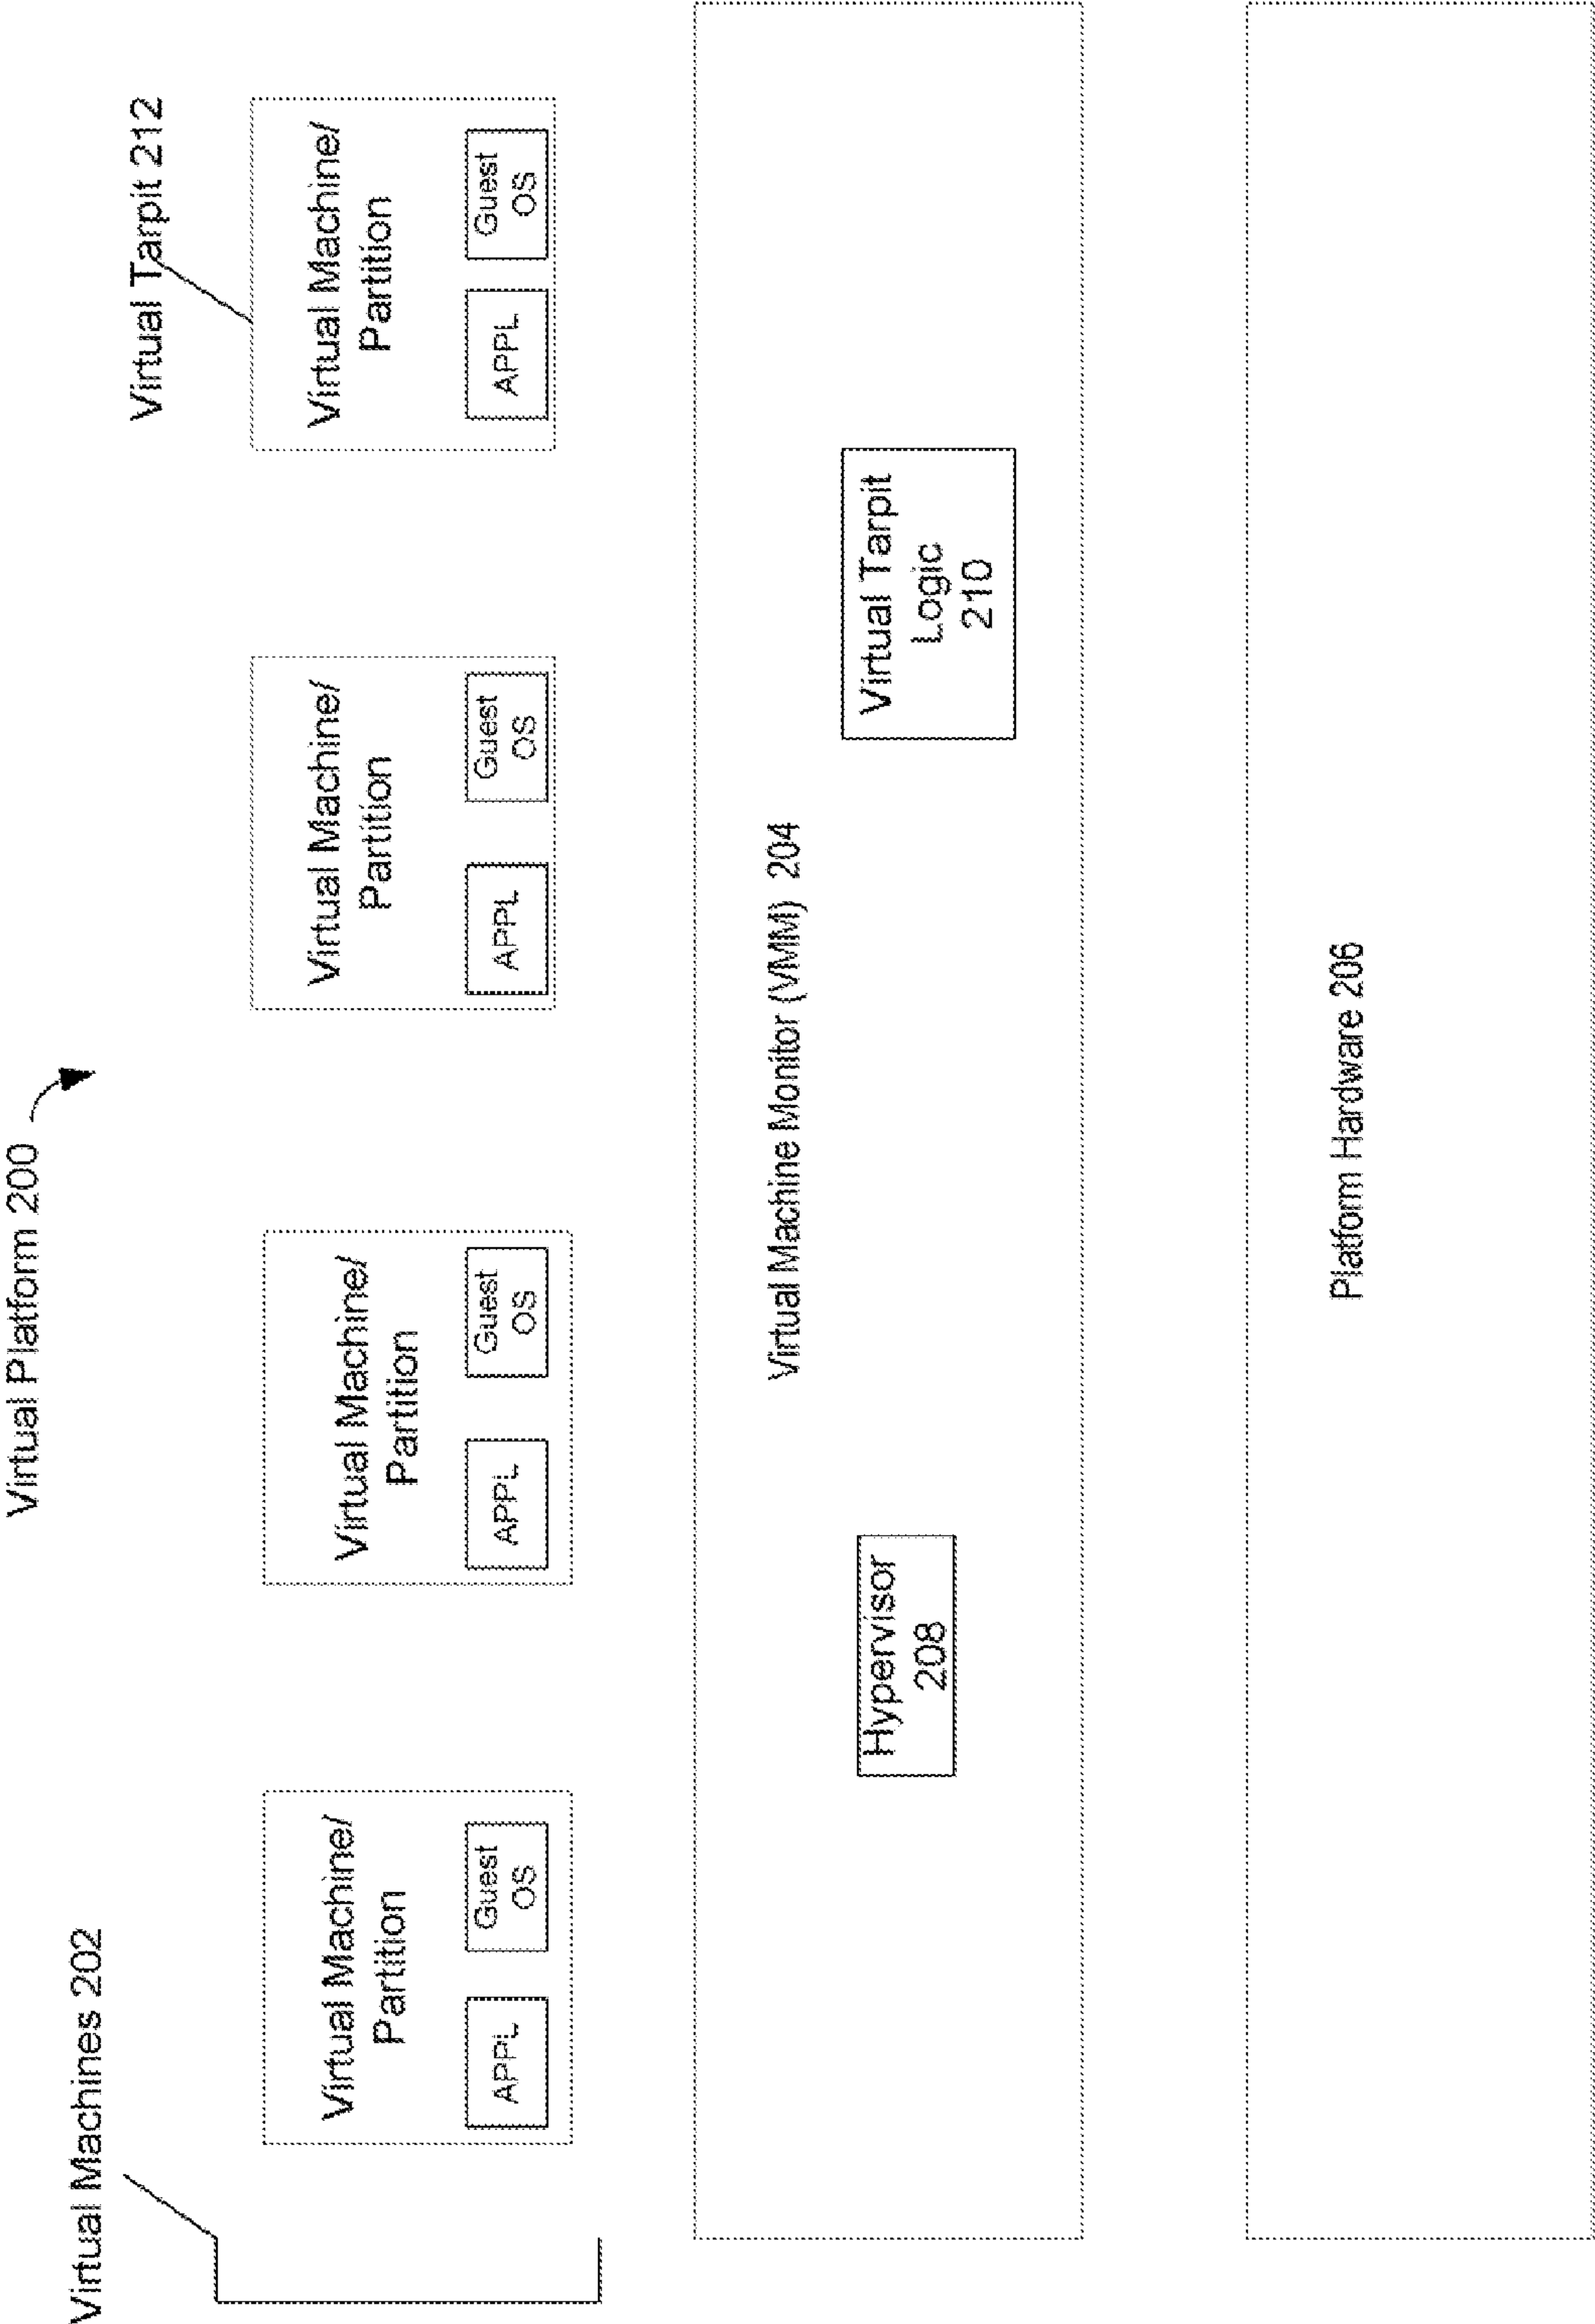 Virtual Platform 200
Virtual Machines 202
Virtual Tarpit 212
Virtual Machine/
Partition
APPL
Guest
OS
Virtual Machine/
Partition
APPL
Guest
OS
Virtual Machine/
Partition
APPL
Guest
OS
Virtual Machine/
Partition
APPL
Guest
OS
Virtual Machine Monitor (VMM) 204
Hypervisor
208
Virtual Tarpit
Logic
210
Platform Hardware 206